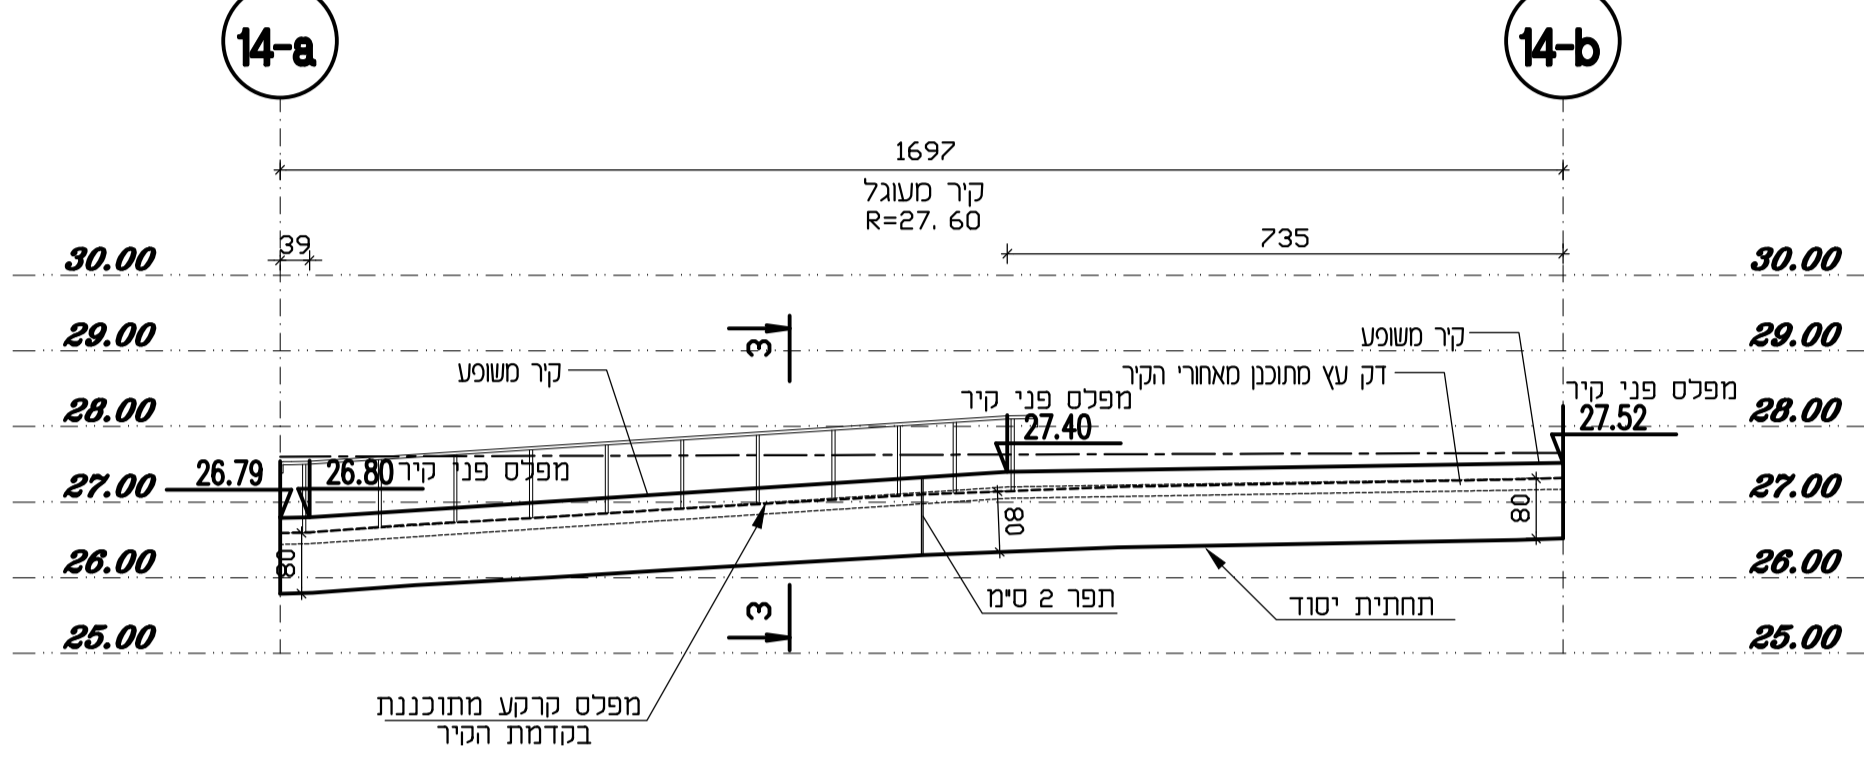 14-a
14-b
1697
קיר מעוגל
R=27.60
39
735
30.00
30.00
29.00
29.00
3
קיר משופע
קיר משופע
דק עץ מתוכנן מאחורי הקיר
מפלס פני קיר
27.40
מפלס פני קיר
27.52
28.00
28.00
26.79
26.80
מפלס פני קיר
27.00
27.00
80
80
80
26.00
26.00
3
תפר 2 ס"מ
תחתית יסוד
25.00
25.00
מפלס קרקע מתוכננת
בקדמת הקיר